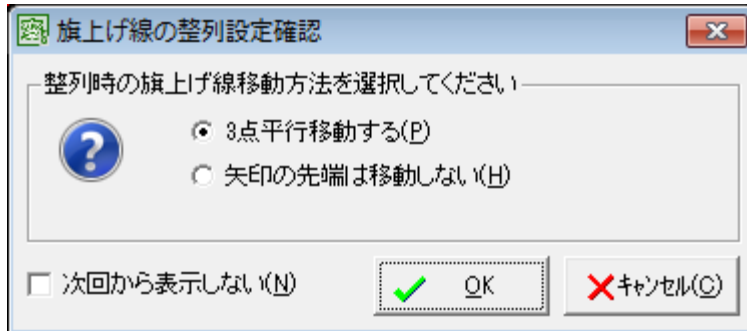 旗上げ線の整列設定確認
整列時の旗上げ線移動方法を選択してください
3点平行移動する(P)
矢印の先端は移動しない(H)
次回から表示しない(N)
OK
キャンセル(C)